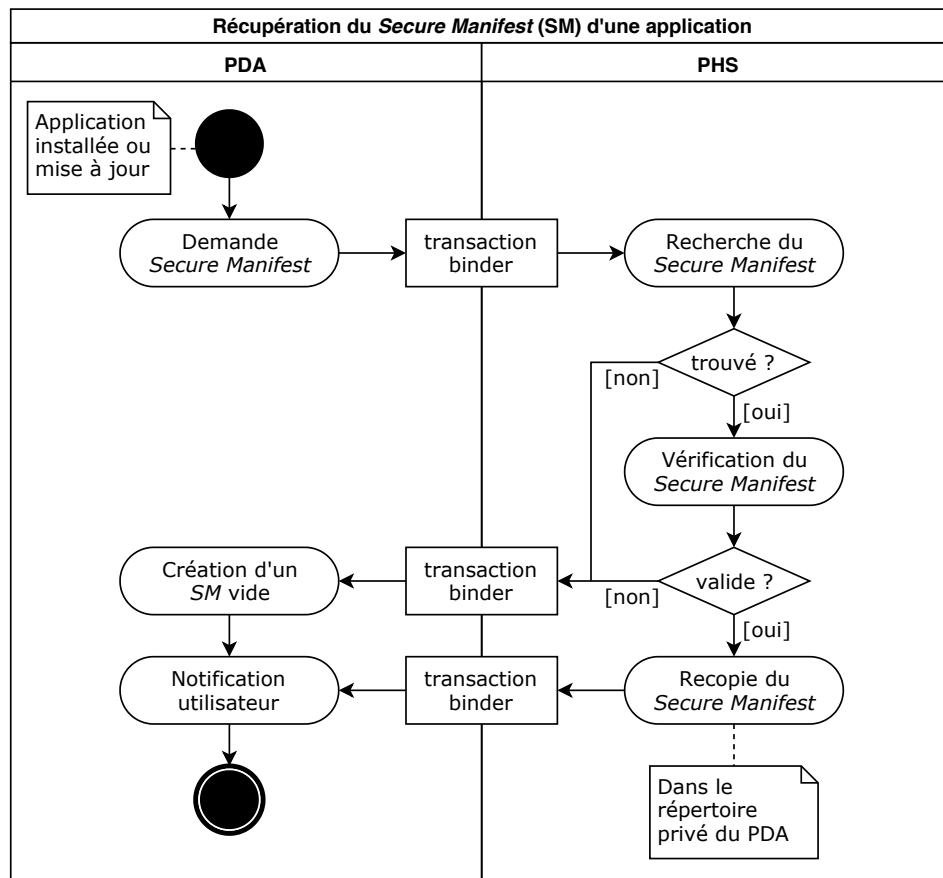 Récupération du Secure Manifest (SM) d'une application
PDA
PHS
Application
installée ou
mise à jour
Demande
Secure Manifest
transaction
binder
Recherche du
Secure Manifest
trouvé ?
[non]
[oui]
Vérification du
Secure Manifest
Création d'un
SM vide
transaction
binder
valide ?
[non]
[oui]
Notification
utilisateur
transaction
binder
Recopie du
Secure Manifest
Dans le
répertoire
privé du PDA